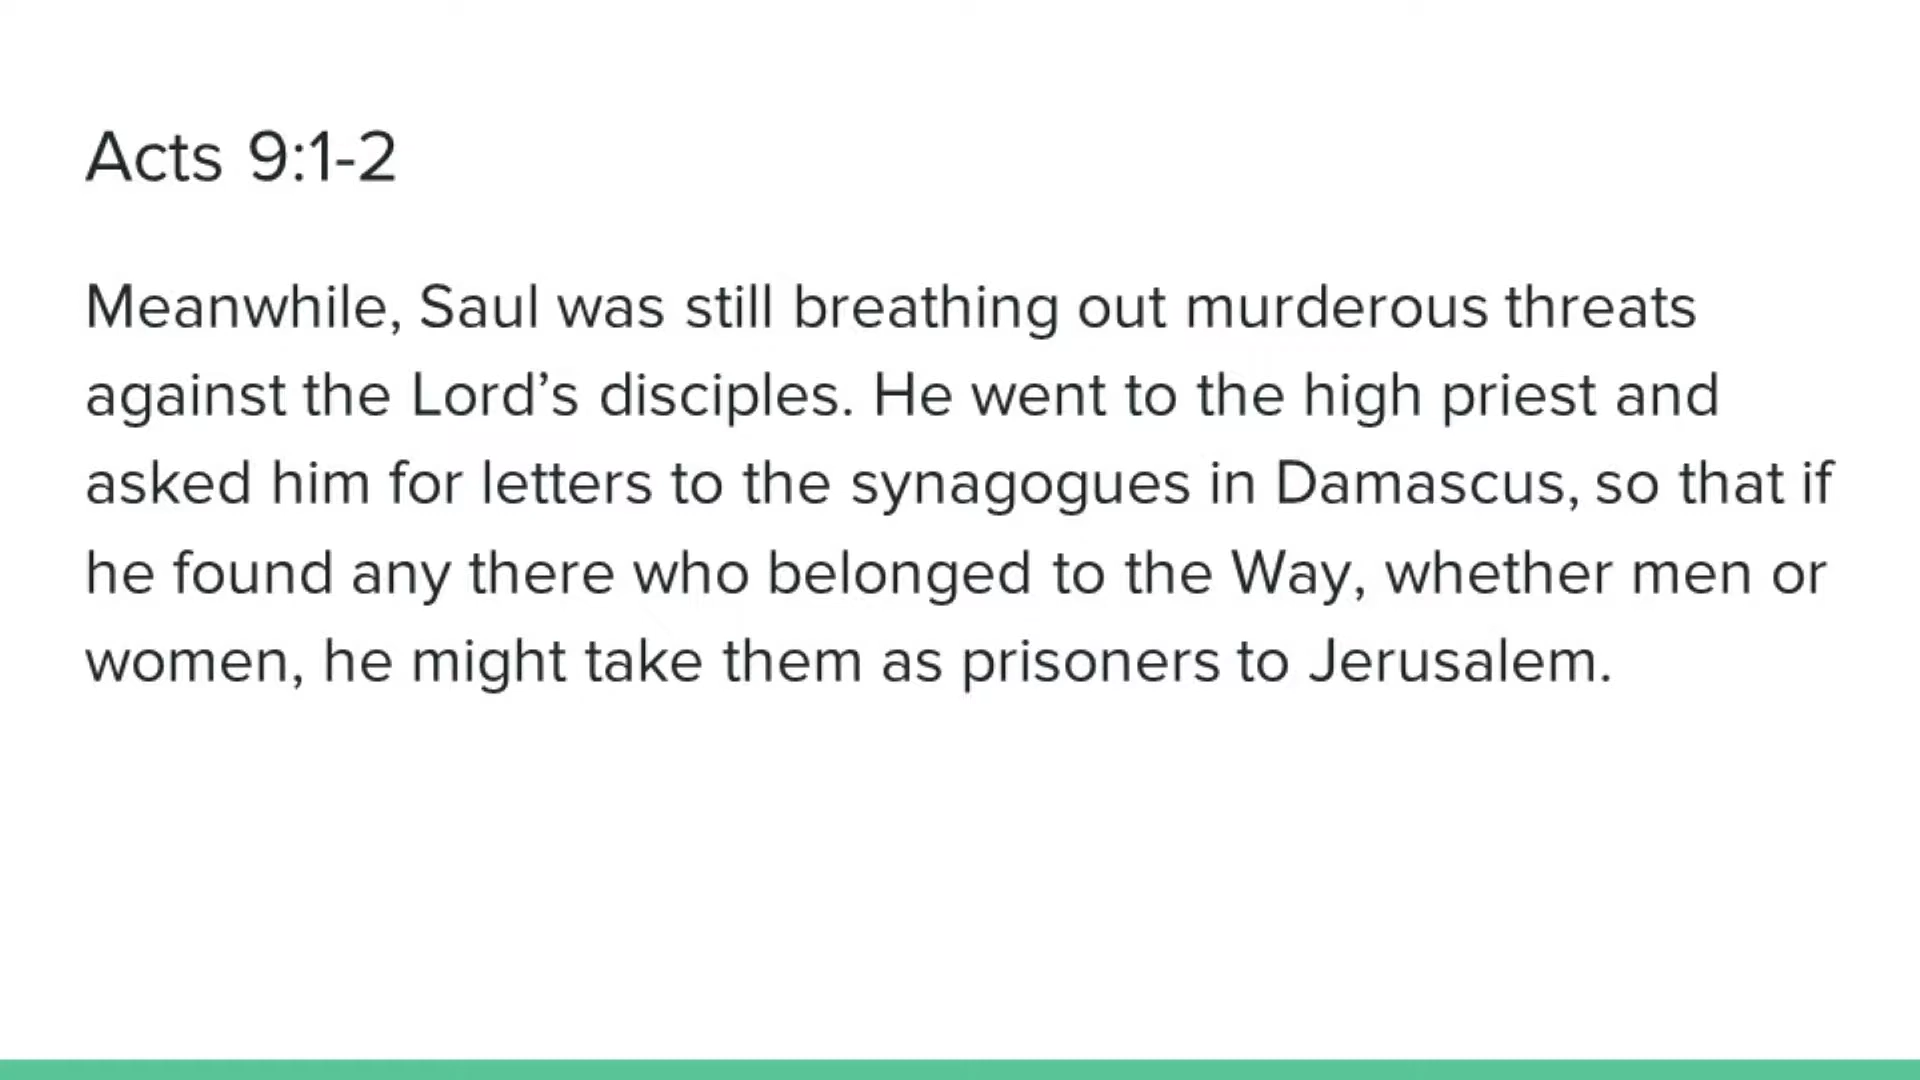 Acts 9:1-2
Meanwhile, Saul was still breathing out murderous threats
against the Lord’s disciples. He went to the high priest and
asked him for letters to the synagogues in Damascus, so that if
he found any there who belonged to the Way, whether men or
women, he might take them as prisoners to Jerusalem.